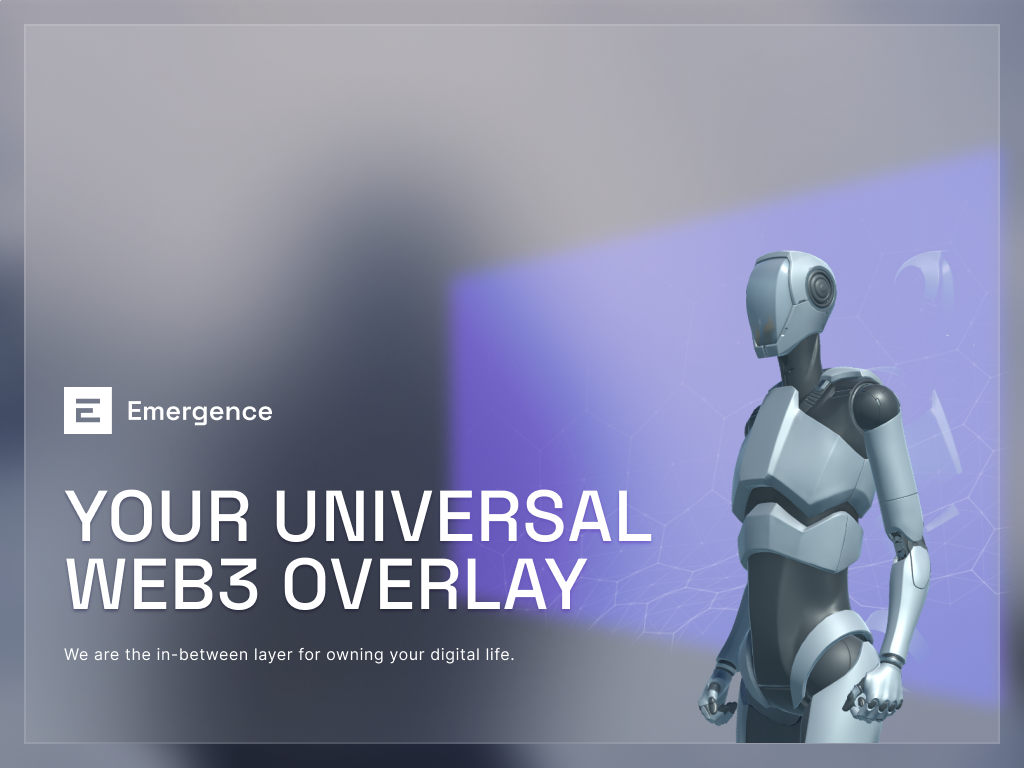 Emergence
YOUR UNIVERSAL
WEB3 OVERLAY
We are the in-between layer for owning your digital life.